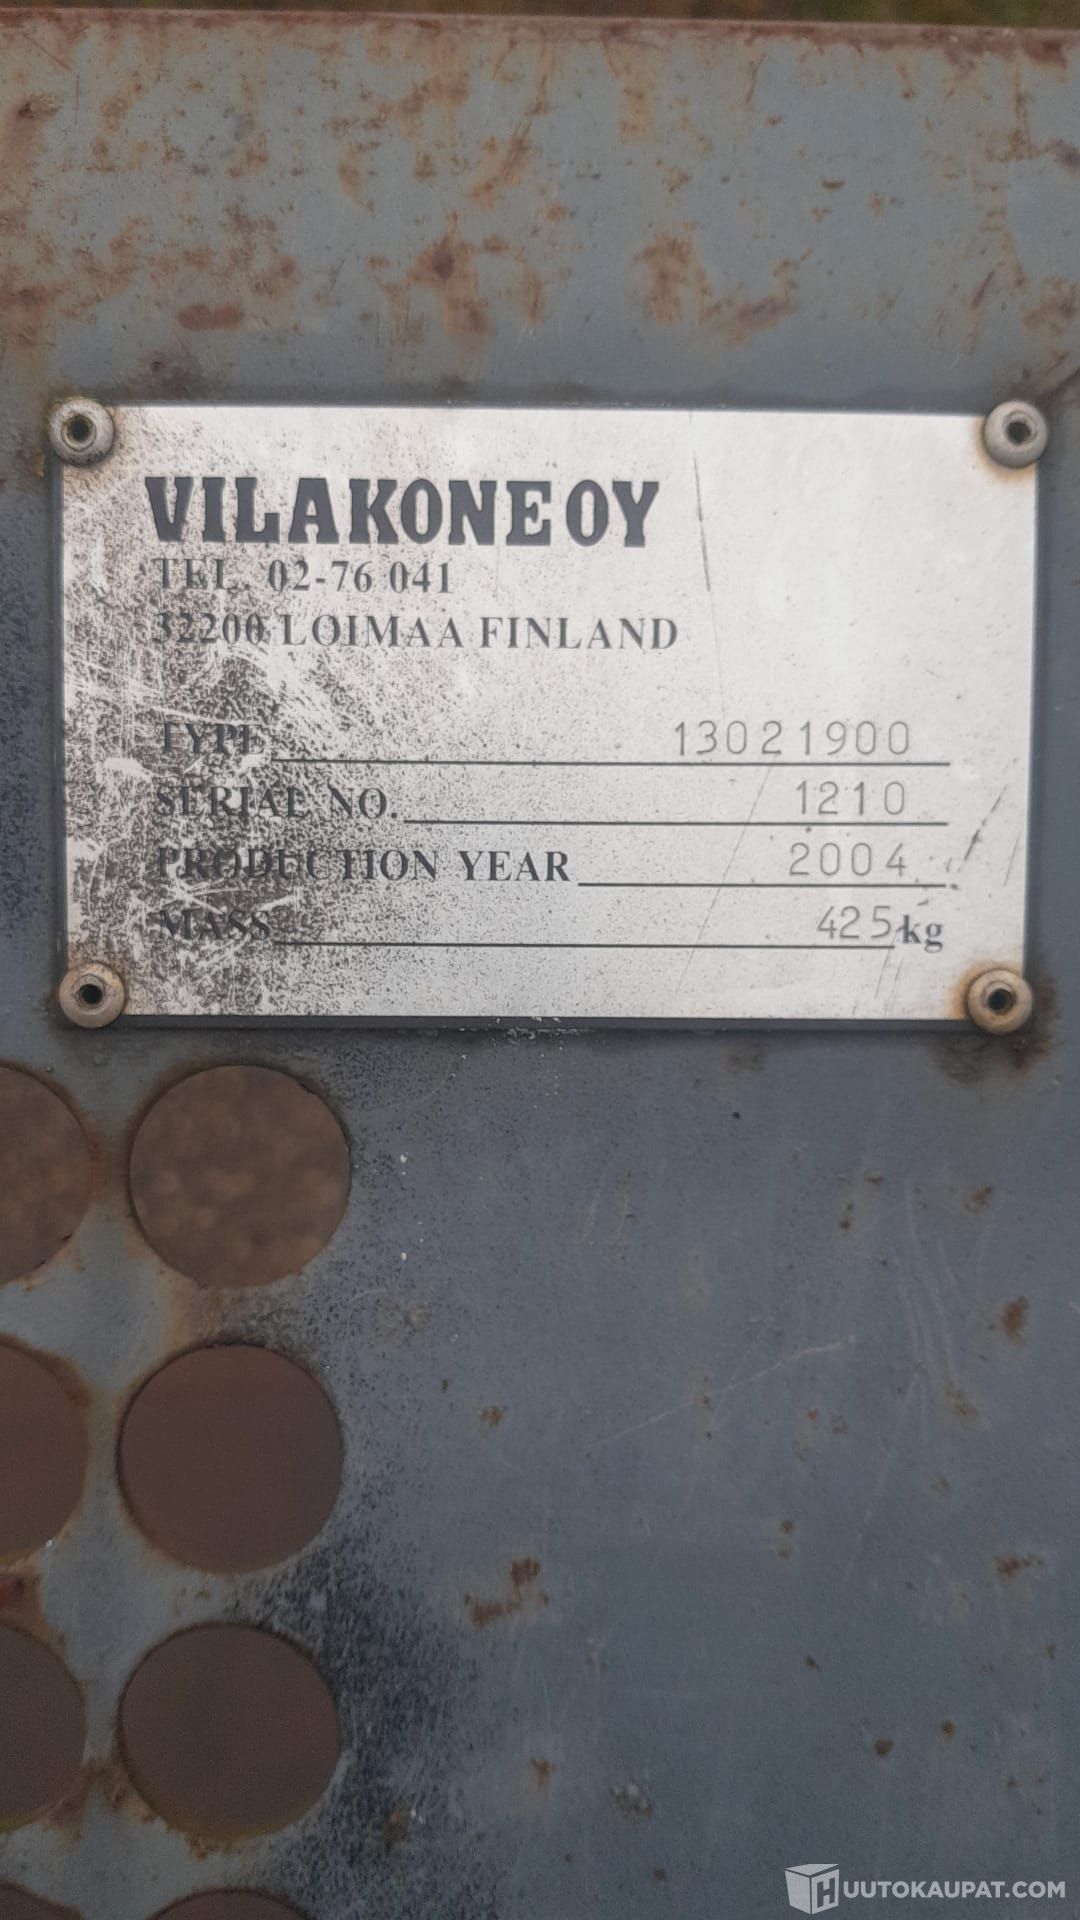 VILAKONE OY
TEL. 02-76 041
32200 LOIMAA FINLAND
TYPE 13021900
SERIAL NO. 1210
PRODUCTION YEAR 2004
MASS 425 kg
HUUTOKAUPAT.COM